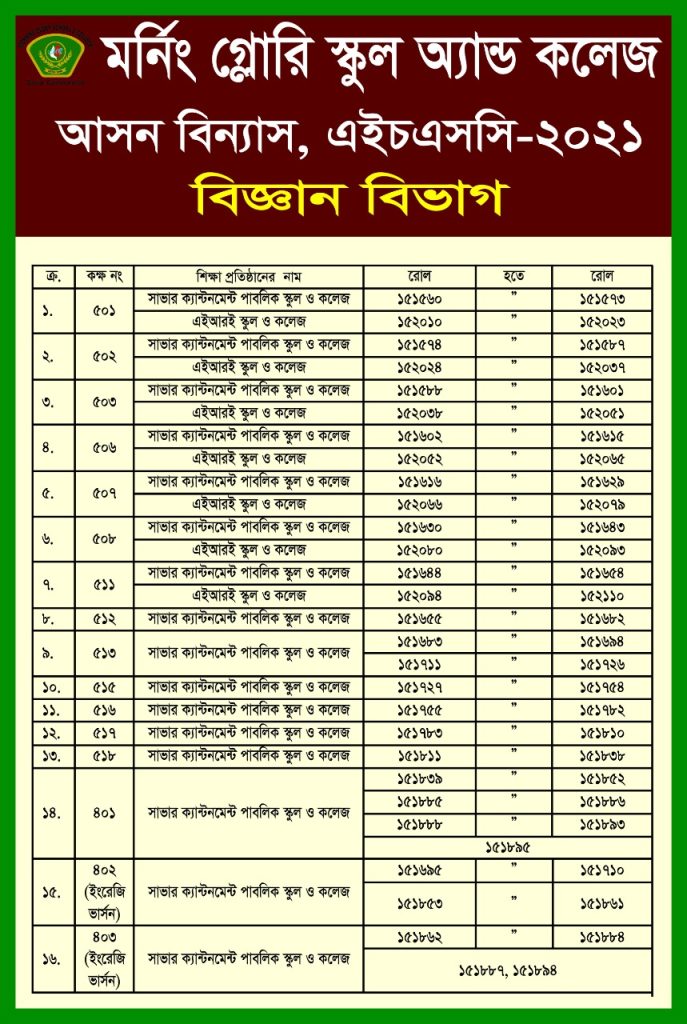 মর্নিং গ্লোরি স্কুল অ্যান্ড কলেজ
আসন বিন্যাস, এইচএসসি-২০২১
বিজ্ঞান বিভাগ
ক্র. কক্ষ নং শিক্ষা প্রতিষ্ঠানের নাম রোল হতে রোল
১. ৫০১ সাভার ক্যান্টনমেন্ট পাবলিক স্কুল ও কলেজ ১৫১৫৬০ " ১৫১৫৭৩
এইআরই স্কুল ও কলেজ ১৫২০১০ " ১৫২০২৩
২. ৫০২ সাভার ক্যান্টনমেন্ট পাবলিক স্কুল ও কলেজ ১৫১৫৭৪ " ১৫১৫৮৭
এইআরই স্কুল ও কলেজ ১৫২০২৪ " ১৫২০৩৭
৩. ৫০৩ সাভার ক্যান্টনমেন্ট পাবলিক স্কুল ও কলেজ ১৫১৫৮৮ " ১৫১৬০১
এইআরই স্কুল ও কলেজ ১৫২০৩৮ " ১৫২০৫১
৪. ৫০৬ সাভার ক্যান্টনমেন্ট পাবলিক স্কুল ও কলেজ ১৫১৬০২ " ১৫১৬১৫
এইআরই স্কুল ও কলেজ ১৫২০৫২ " ১৫২০৬৫
৫. ৫০৭ সাভার ক্যান্টনমেন্ট পাবলিক স্কুল ও কলেজ ১৫১৬১৬ " ১৫১৬২৯
এইআরই স্কুল ও কলেজ ১৫২০৬৬ " ১৫২০৭৯
৬. ৫০৮ সাভার ক্যান্টনমেন্ট পাবলিক স্কুল ও কলেজ ১৫১৬৩০ " ১৫১৬৪৩
এইআরই স্কুল ও কলেজ ১৫২০৮০ " ১৫২০৯৩
৭. ৫১১ সাভার ক্যান্টনমেন্ট পাবলিক স্কুল ও কলেজ ১৫১৬৪৪ " ১৫১৬৫৪
এইআরই স্কুল ও কলেজ ১৫২০৯৪ " ১৫২১১০
৮. ৫১২ সাভার ক্যান্টনমেন্ট পাবলিক স্কুল ও কলেজ ১৫১৬৫৫ " ১৫১৬৮২
৯. ৫১৩ সাভার ক্যান্টনমেন্ট পাবলিক স্কুল ও কলেজ ১৫১৬৮৩ " ১৫১৬৯৪
১৫১৭১১ " ১৫১৭২৬
১০. ৫১৫ সাভার ক্যান্টনমেন্ট পাবলিক স্কুল ও কলেজ ১৫১৭২৭ " ১৫১৭৫৪
১১. ৫১৬ সাভার ক্যান্টনমেন্ট পাবলিক স্কুল ও কলেজ ১৫১৭৫৫ " ১৫১৭৮২
১২. ৫১৭ সাভার ক্যান্টনমেন্ট পাবলিক স্কুল ও কলেজ ১৫১৭৮৩ " ১৫১৮১০
১৩. ৫১৮ সাভার ক্যান্টনমেন্ট পাবলিক স্কুল ও কলেজ ১৫১৮১১ " ১৫১৮৩৮
১৪. ৪০১ সাভার ক্যান্টনমেন্ট পাবলিক স্কুল ও কলেজ ১৫১৮৩৯ " ১৫১৮৫২
১৫১৮৮৫ " ১৫১৮৮৬
১৫১৮৮৮ " ১৫১৮৯৩
১৫১৮৯৫
১৫. ৪০২ (ইংরেজি ভার্সন) সাভার ক্যান্টনমেন্ট পাবলিক স্কুল ও কলেজ ১৫১৬৯৫ " ১৫১৭১০
১৫১৮৫৩ " ১৫১৮৬১
১৬. ৪০৩ (ইংরেজি ভার্সন) সাভার ক্যান্টনমেন্ট পাবলিক স্কুল ও কলেজ ১৫১৮৬২ " ১৫১৮৮৪
১৫১৮৮৭, ১৫১৮৯৪